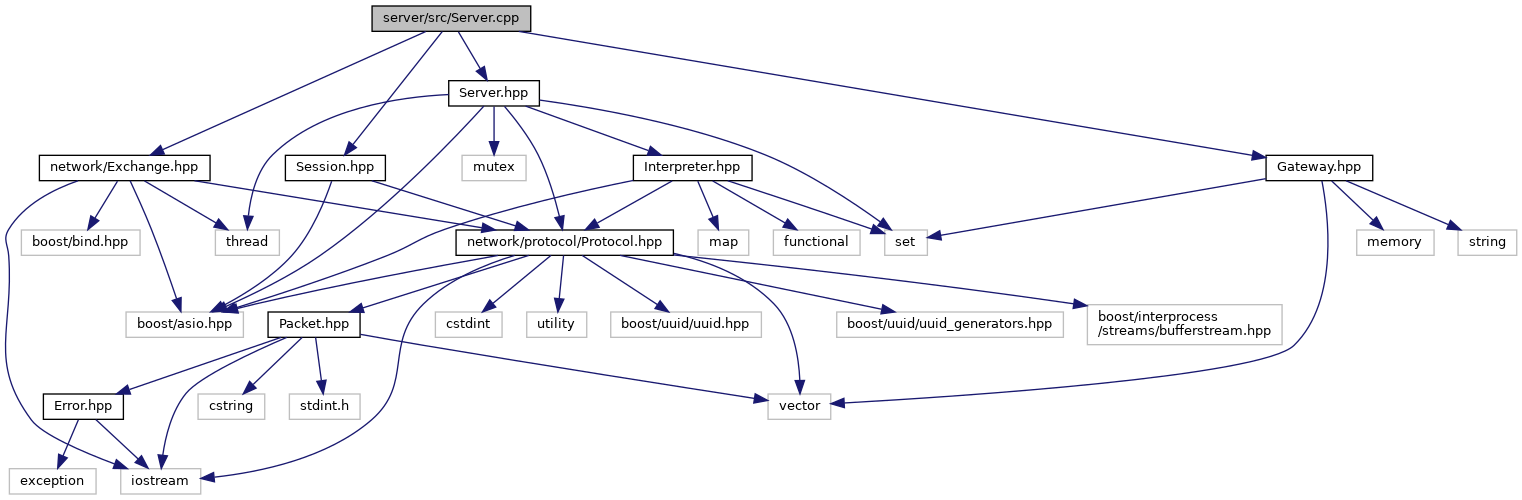 server/src/Server.cpp
Server.hpp
network/Exchange.hpp
Session.hpp
mutex
Interpreter.hpp
Gateway.hpp
boost/bind.hpp
thread
network/protocol/Protocol.hpp
map
functional
set
memory
string
boost/asio.hpp
Packet.hpp
cstdint
utility
boost/uuid/uuid.hpp
boost/uuid/uuid_generators.hpp
boost/interprocess
/streams/bufferstream.hpp
Error.hpp
cstring
stdint.h
vector
exception
iostream